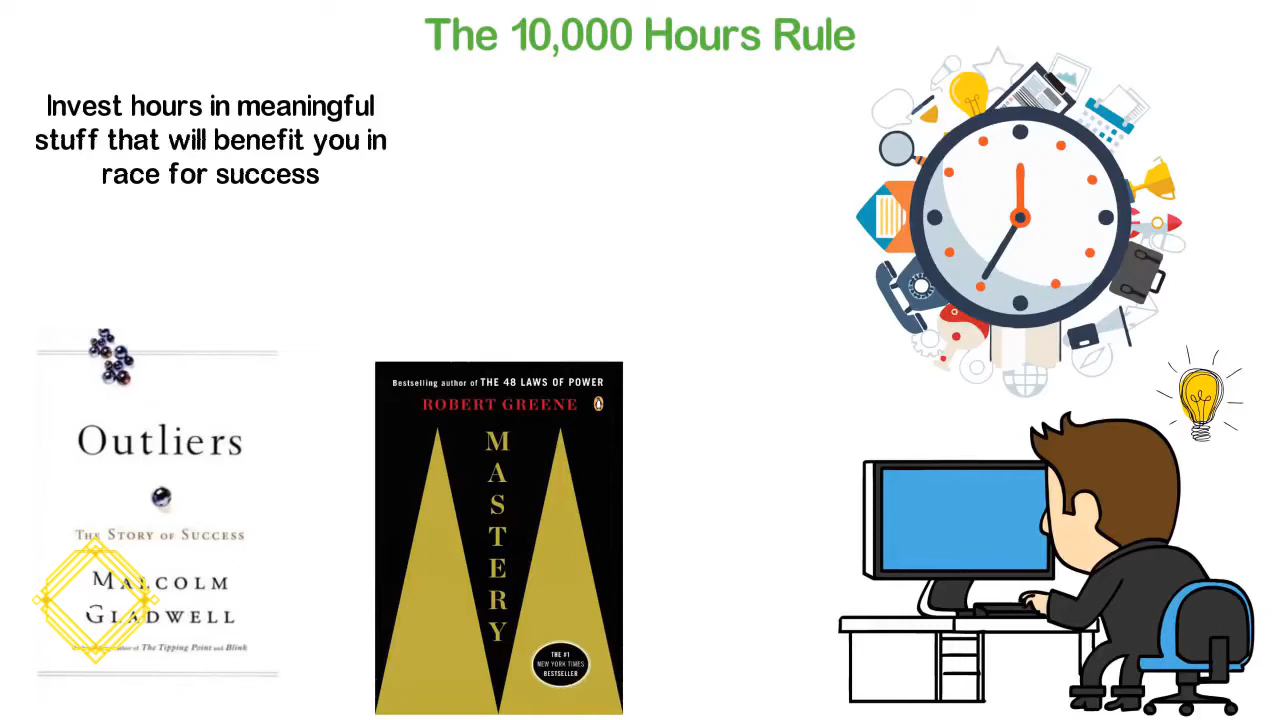 The 10,000 Hours Rule
Invest hours in meaningful
stuff that will benefit you in
race for success
Outliers
THE STORY OF SUCCESS
MALCOLM
GLADWELL
of The Tipping Point and Blink
Bestselling author of THE 48 LAWS OF POWER
ROBERT GREENE
MASTERY
THE #1
NEW YORK TIMES
BESTSELLER